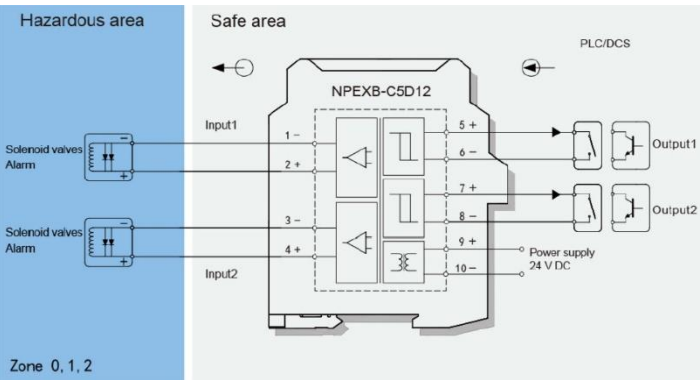 Hazardous area
Safe area
PLC/DCS
NPEXB-C5D12
Input1
1 −
2 +
Solenoid valves
Alarm
3 −
4 +
Solenoid valves
Alarm
Input2
5 +
6 −
Output1
7 +
8 −
Output2
9 +
10 −
Power supply
24 V DC
− 
+
−
+
Zone 0, 1, 2